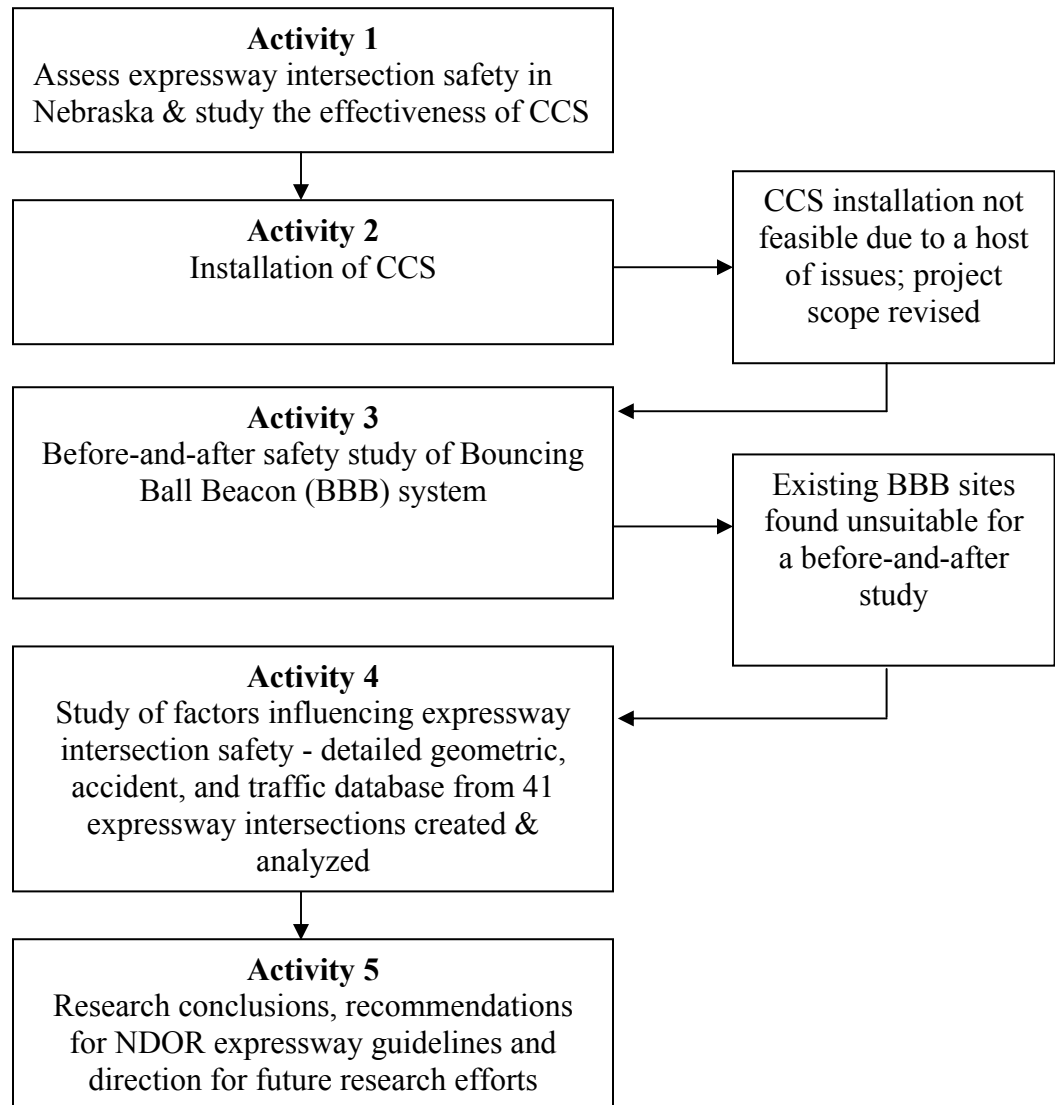 Activity 1
Assess expressway intersection safety in
Nebraska & study the effectiveness of CCS
Activity 2
Installation of CCS
CCS installation not
feasible due to a host
of issues; project
scope revised
Activity 3
Before-and-after safety study of Bouncing
Ball Beacon (BBB) system
Existing BBB sites
found unsuitable for
a before-and-after
study
Activity 4
Study of factors influencing expressway
intersection safety - detailed geometric,
accident, and traffic database from 41
expressway intersections created &
analyzed
Activity 5
Research conclusions, recommendations
for NDOR expressway guidelines and
direction for future research efforts